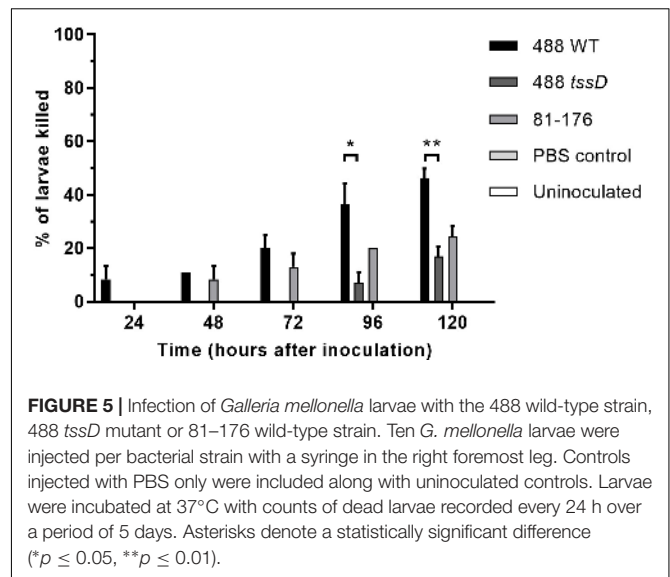 100
80
60
40
20
0
% of larvae killed
* **
24 48 72 96 120
Time (hours after inoculation)
488 WT
488 tssD
81-176
PBS control
Uninoculated
FIGURE 5 | Infection of Galleria mellonella larvae with the 488 wild-type strain,
488 tssD mutant or 81–176 wild-type strain. Ten G. mellonella larvae were
injected per bacterial strain with a syringe in the right foremost leg. Controls
injected with PBS only were included along with uninoculated controls. Larvae
were incubated at 37°C with counts of dead larvae recorded every 24 h over
a period of 5 days. Asterisks denote a statistically significant difference
(*p ≤ 0.05, **p ≤ 0.01).